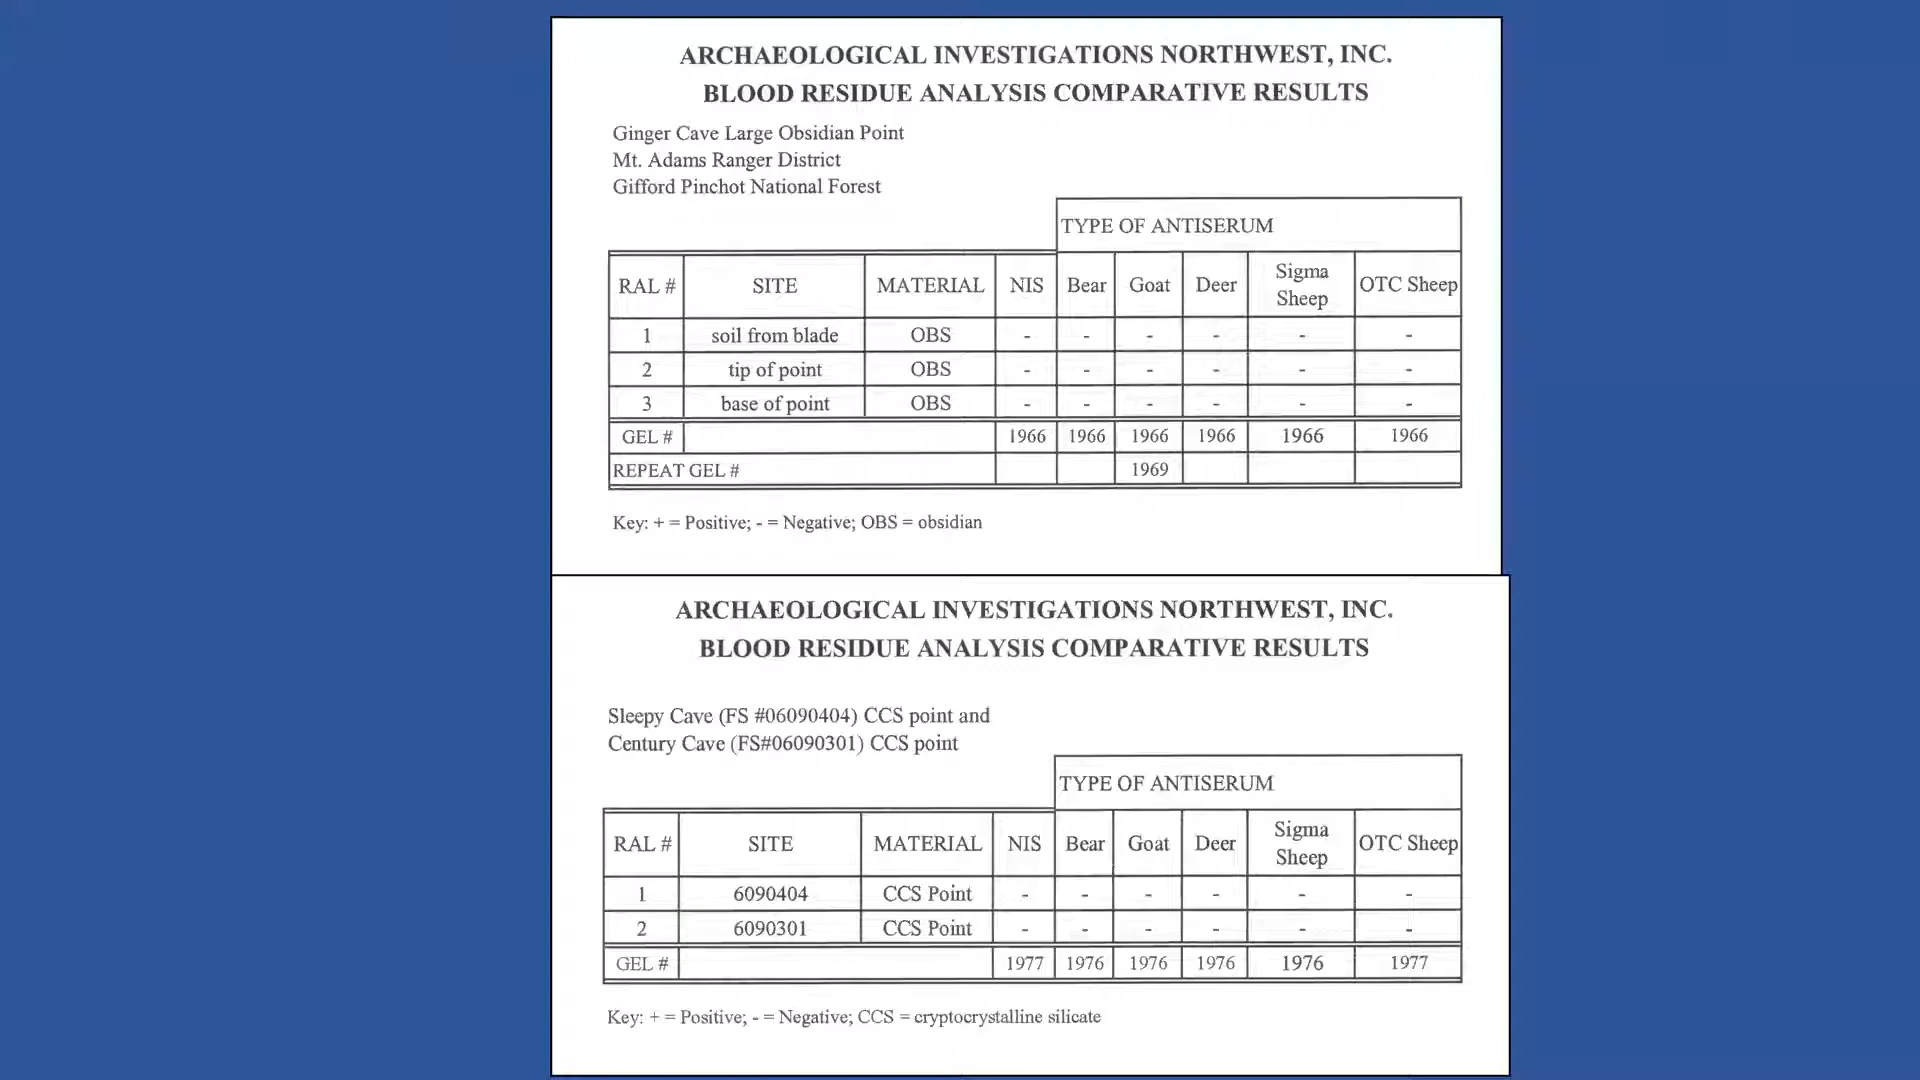 ARCHAEOLOGICAL INVESTIGATIONS NORTHWEST, INC.
BLOOD RESIDUE ANALYSIS COMPARATIVE RESULTS
Ginger Cave Large Obsidian Point
Mt. Adams Ranger District
Gifford Pinchot National Forest
TYPE OF ANTISERUM
RAL # SITE MATERIAL NIS Bear Goat Deer Sigma Sheep OTC Sheep
1 soil from blade OBS - - - - - -
2 tip of point OBS - - - - - -
3 base of point OBS - - - - - -
GEL # 1966 1966 1966 1966 1966 1966
REPEAT GEL # 1969
Key: + = Positive; - = Negative; OBS = obsidian
ARCHAEOLOGICAL INVESTIGATIONS NORTHWEST, INC.
BLOOD RESIDUE ANALYSIS COMPARATIVE RESULTS
Sleepy Cave (FS #06090404) CCS point and
Century Cave (FS#06090301) CCS point
TYPE OF ANTISERUM
RAL # SITE MATERIAL NIS Bear Goat Deer Sigma Sheep OTC Sheep
1 6090404 CCS Point - - - - - -
2 6090301 CCS Point - - - - - -
GEL # 1977 1976 1976 1976 1976 1977
Key: + = Positive; - = Negative; CCS = cryptocrystalline silicate